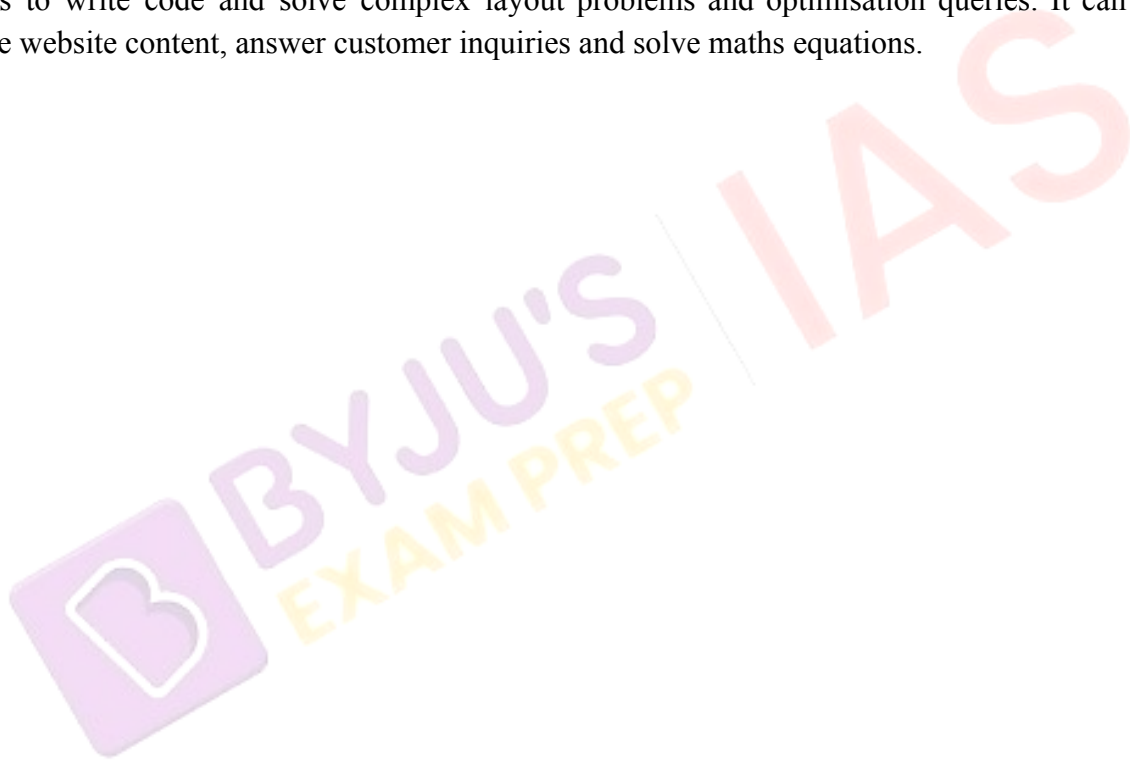 s to write code and solve complex layout problems and optimisation queries. It can
e website content, answer customer inquiries and solve maths equations.
IAS
BYJU'S
EXAM PREP
B